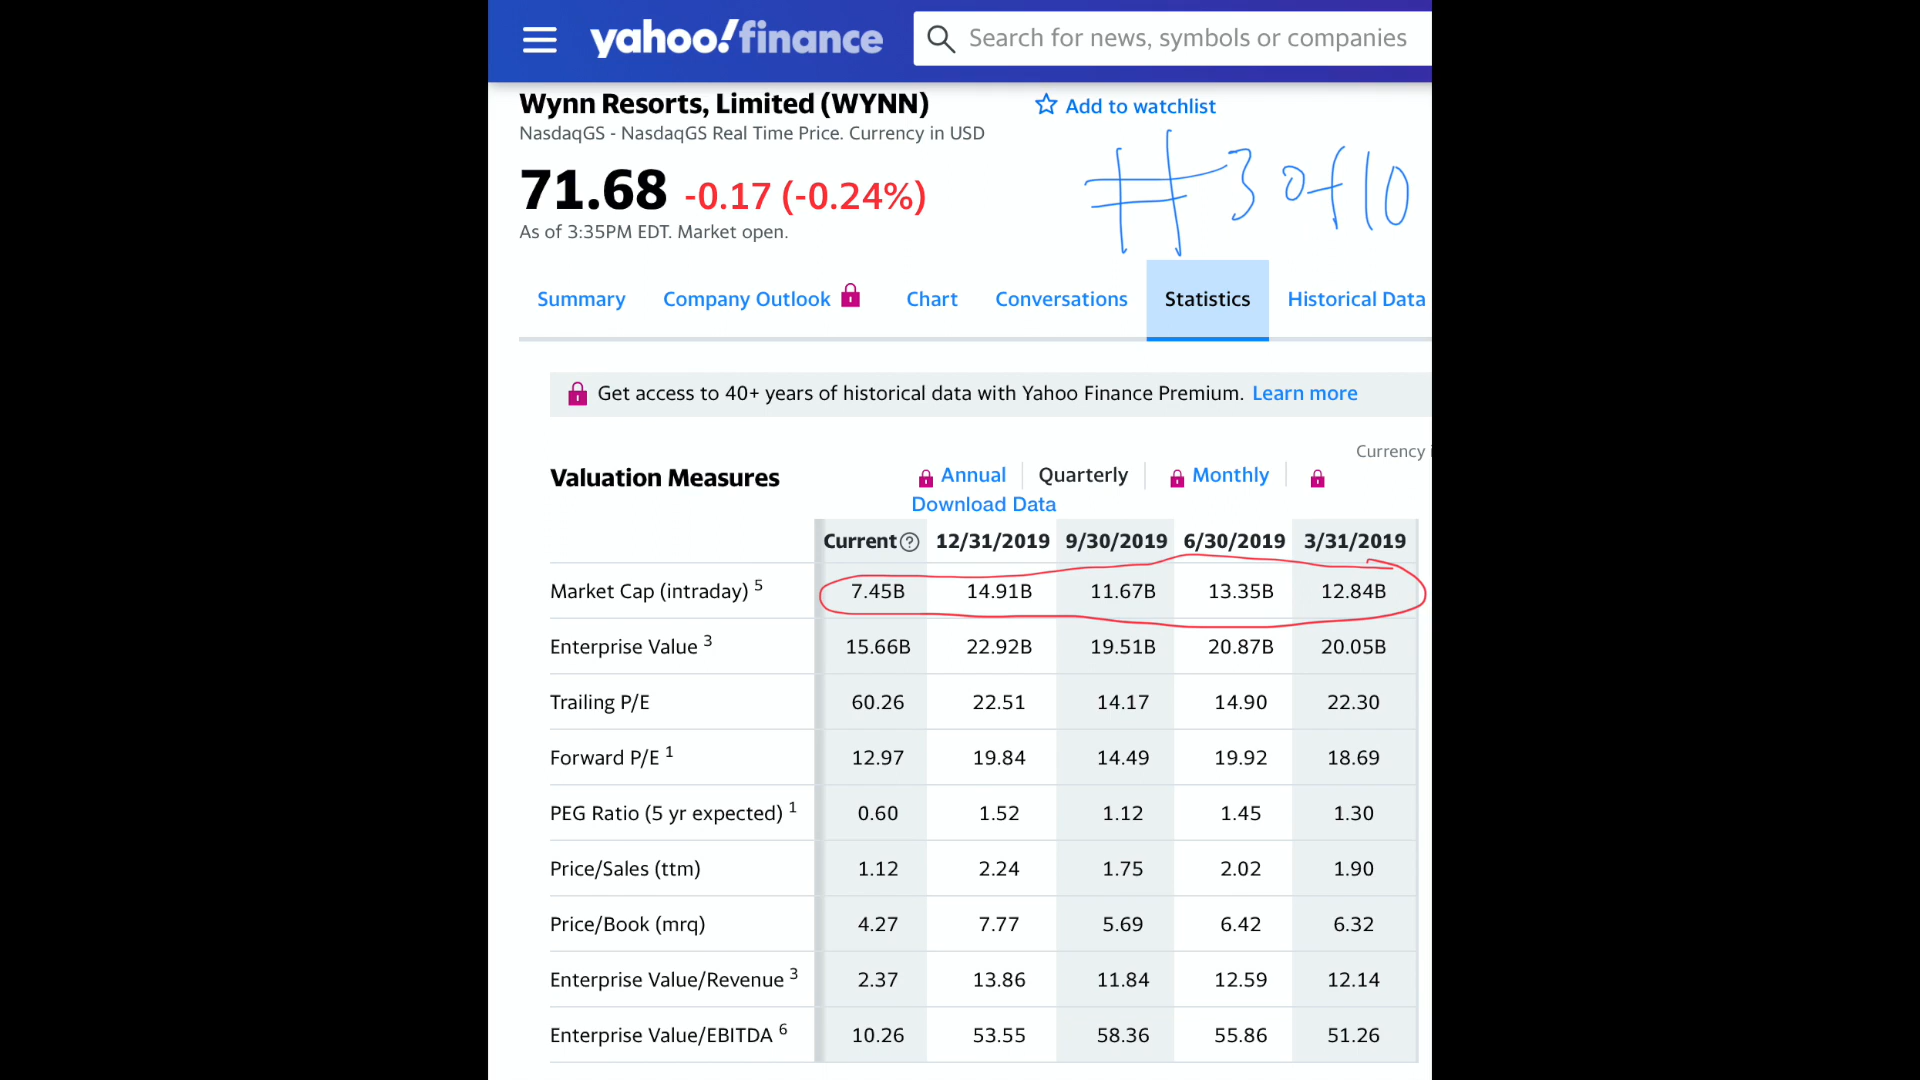 yahoo!finance
Search for news, symbols or companies
Wynn Resorts, Limited (WYNN)
Add to watchlist
NasdaqGS - NasdaqGS Real Time Price. Currency in USD
71.68 -0.17 (-0.24%)
#3 of 10
As of 3:35PM EDT. Market open.
Summary Company Outlook Chart Conversations Statistics Historical Data
Get access to 40+ years of historical data with Yahoo Finance Premium. Learn more
Currency
Valuation Measures
Annual Quarterly Monthly
Download Data
Current 12/31/2019 9/30/2019 6/30/2019 3/31/2019
Market Cap (intraday) 5 7.45B 14.91B 11.67B 13.35B 12.84B
Enterprise Value 3 15.66B 22.92B 19.51B 20.87B 20.05B
Trailing P/E 60.26 22.51 14.17 14.90 22.30
Forward P/E 1 12.97 19.84 14.49 19.92 18.69
PEG Ratio (5 yr expected) 1 0.60 1.52 1.12 1.45 1.30
Price/Sales (ttm) 1.12 2.24 1.75 2.02 1.90
Price/Book (mrq) 4.27 7.77 5.69 6.42 6.32
Enterprise Value/Revenue 3 2.37 13.86 11.84 12.59 12.14
Enterprise Value/EBITDA 6 10.26 53.55 58.36 55.86 51.26